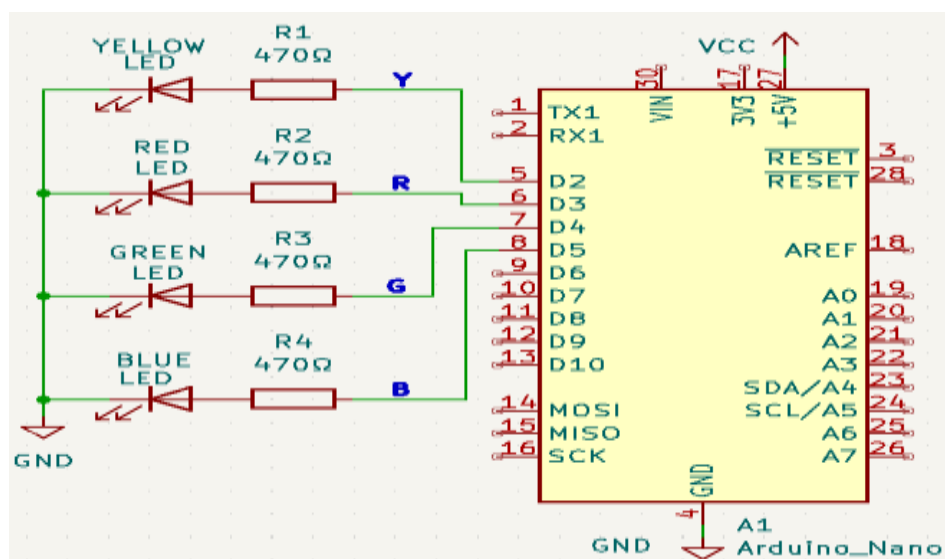 YELLOW
LED
R1
470Ω
Y
RED
LED
R2
470Ω
R
GREEN
LED
R3
470Ω
G
BLUE
LED
R4
470Ω
B
GND
VCC
30
17
27
VIN
3V3
+5V
1 TX1
2 RX1
5 D2
6 D3
7 D4
8 D5
9 D6
10 D7
11 D8
12 D9
13 D10
14 MOSI
15 MISO
16 SCK
RESET 3
RESET 28
AREF 18
A0 19
A1 20
A2 21
A3 22
SDA/A4 23
SCL/A5 24
A6 25
A7 26
GND
4
GND
A1
Arduino_Nano